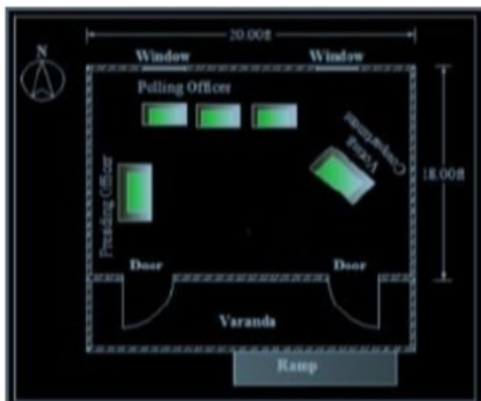 N
20.00ft
Window
Window
Polling Officer
Voting
Compartment
18.00ft
Presiding Officer
Door
Door
Varanda
Ramp